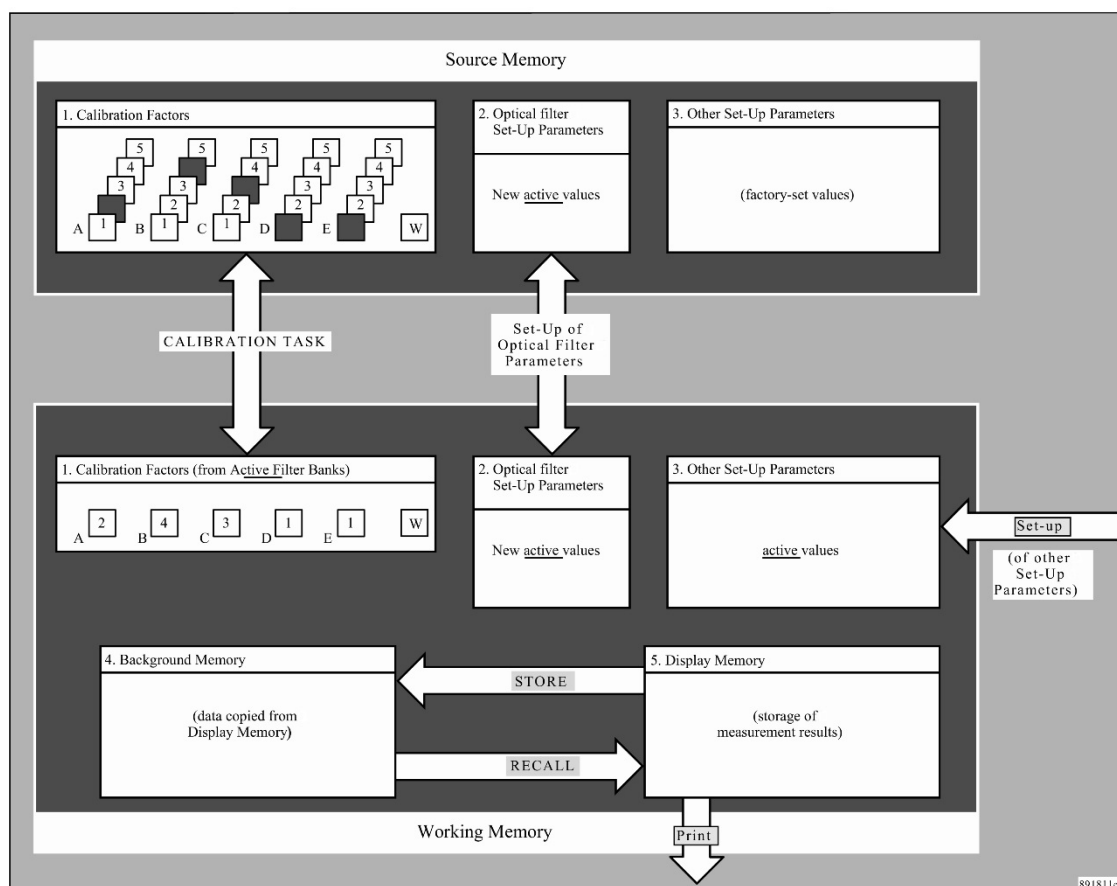 Source Memory
1. Calibration Factors
5 5 5 5 5
4 4 4 4
3 3 3 3
2 2 2 2
A 1 B 1 C 1 D E W
2. Optical filter
Set-Up Parameters
New active values
3. Other Set-Up Parameters
(factory-set values)
CALIBRATION TASK
Set-Up of
Optical Filter
Parameters
1. Calibration Factors (from Active Filter Banks)
A 2 B 4 C 3 D 1 E 1 W
2. Optical filter
Set-Up Parameters
New active values
3. Other Set-Up Parameters
active values
Set-up
(of other
Set-Up
Parameters)
4. Background Memory
(data copied from
Display Memory)
STORE
RECALL
5. Display Memory
(storage of
measurement results)
Print
Working Memory